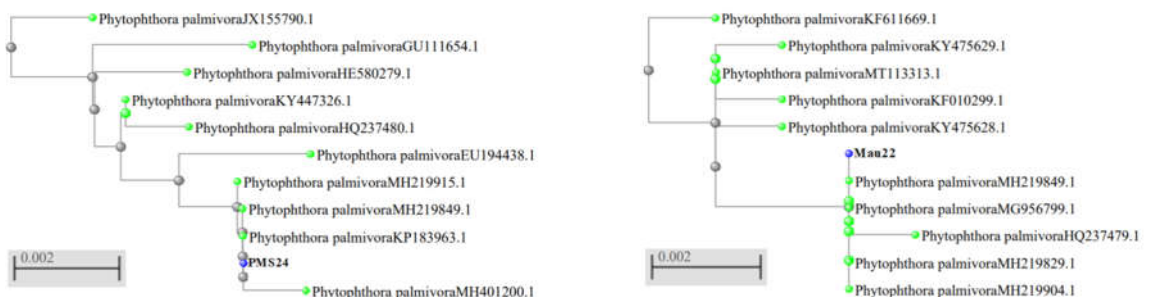 Phytophthora palmivoraJX155790.1
Phytophthora palmivoraGU111654.1
Phytophthora palmivoraHE580279.1
Phytophthora palmivoraKY447326.1
Phytophthora palmivoraHQ237480.1
Phytophthora palmivoraEU194438.1
Phytophthora palmivoraMH219915.1
Phytophthora palmivoraMH219849.1
Phytophthora palmivoraKP183963.1
PMS24
Phytophthora palmivoraMH401200.1
0.002
Phytophthora palmivoraKF611669.1
Phytophthora palmivoraKY475629.1
Phytophthora palmivoraMT113313.1
Phytophthora palmivoraKF010299.1
Phytophthora palmivoraKY475628.1
Mau22
Phytophthora palmivoraMH219849.1
Phytophthora palmivoraMG956799.1
Phytophthora palmivoraHQ237479.1
Phytophthora palmivoraMH219829.1
Phytophthora palmivoraMH219904.1
0.002